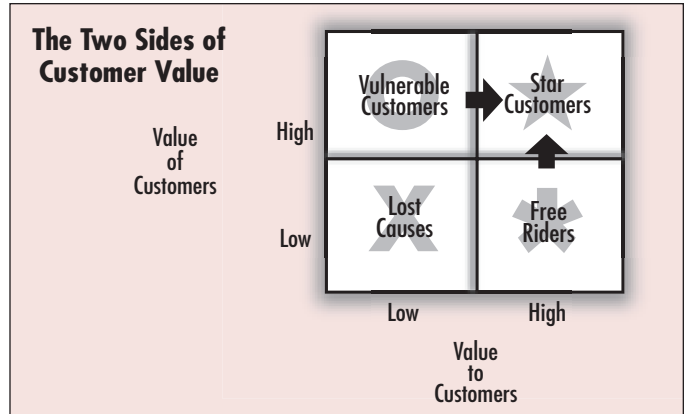 The Two Sides of
Customer Value
Value
of
Customers
High
Low
Vulnerable
Customers
Star
Customers
Lost
Causes
Free
Riders
Low
High
Value
to
Customers